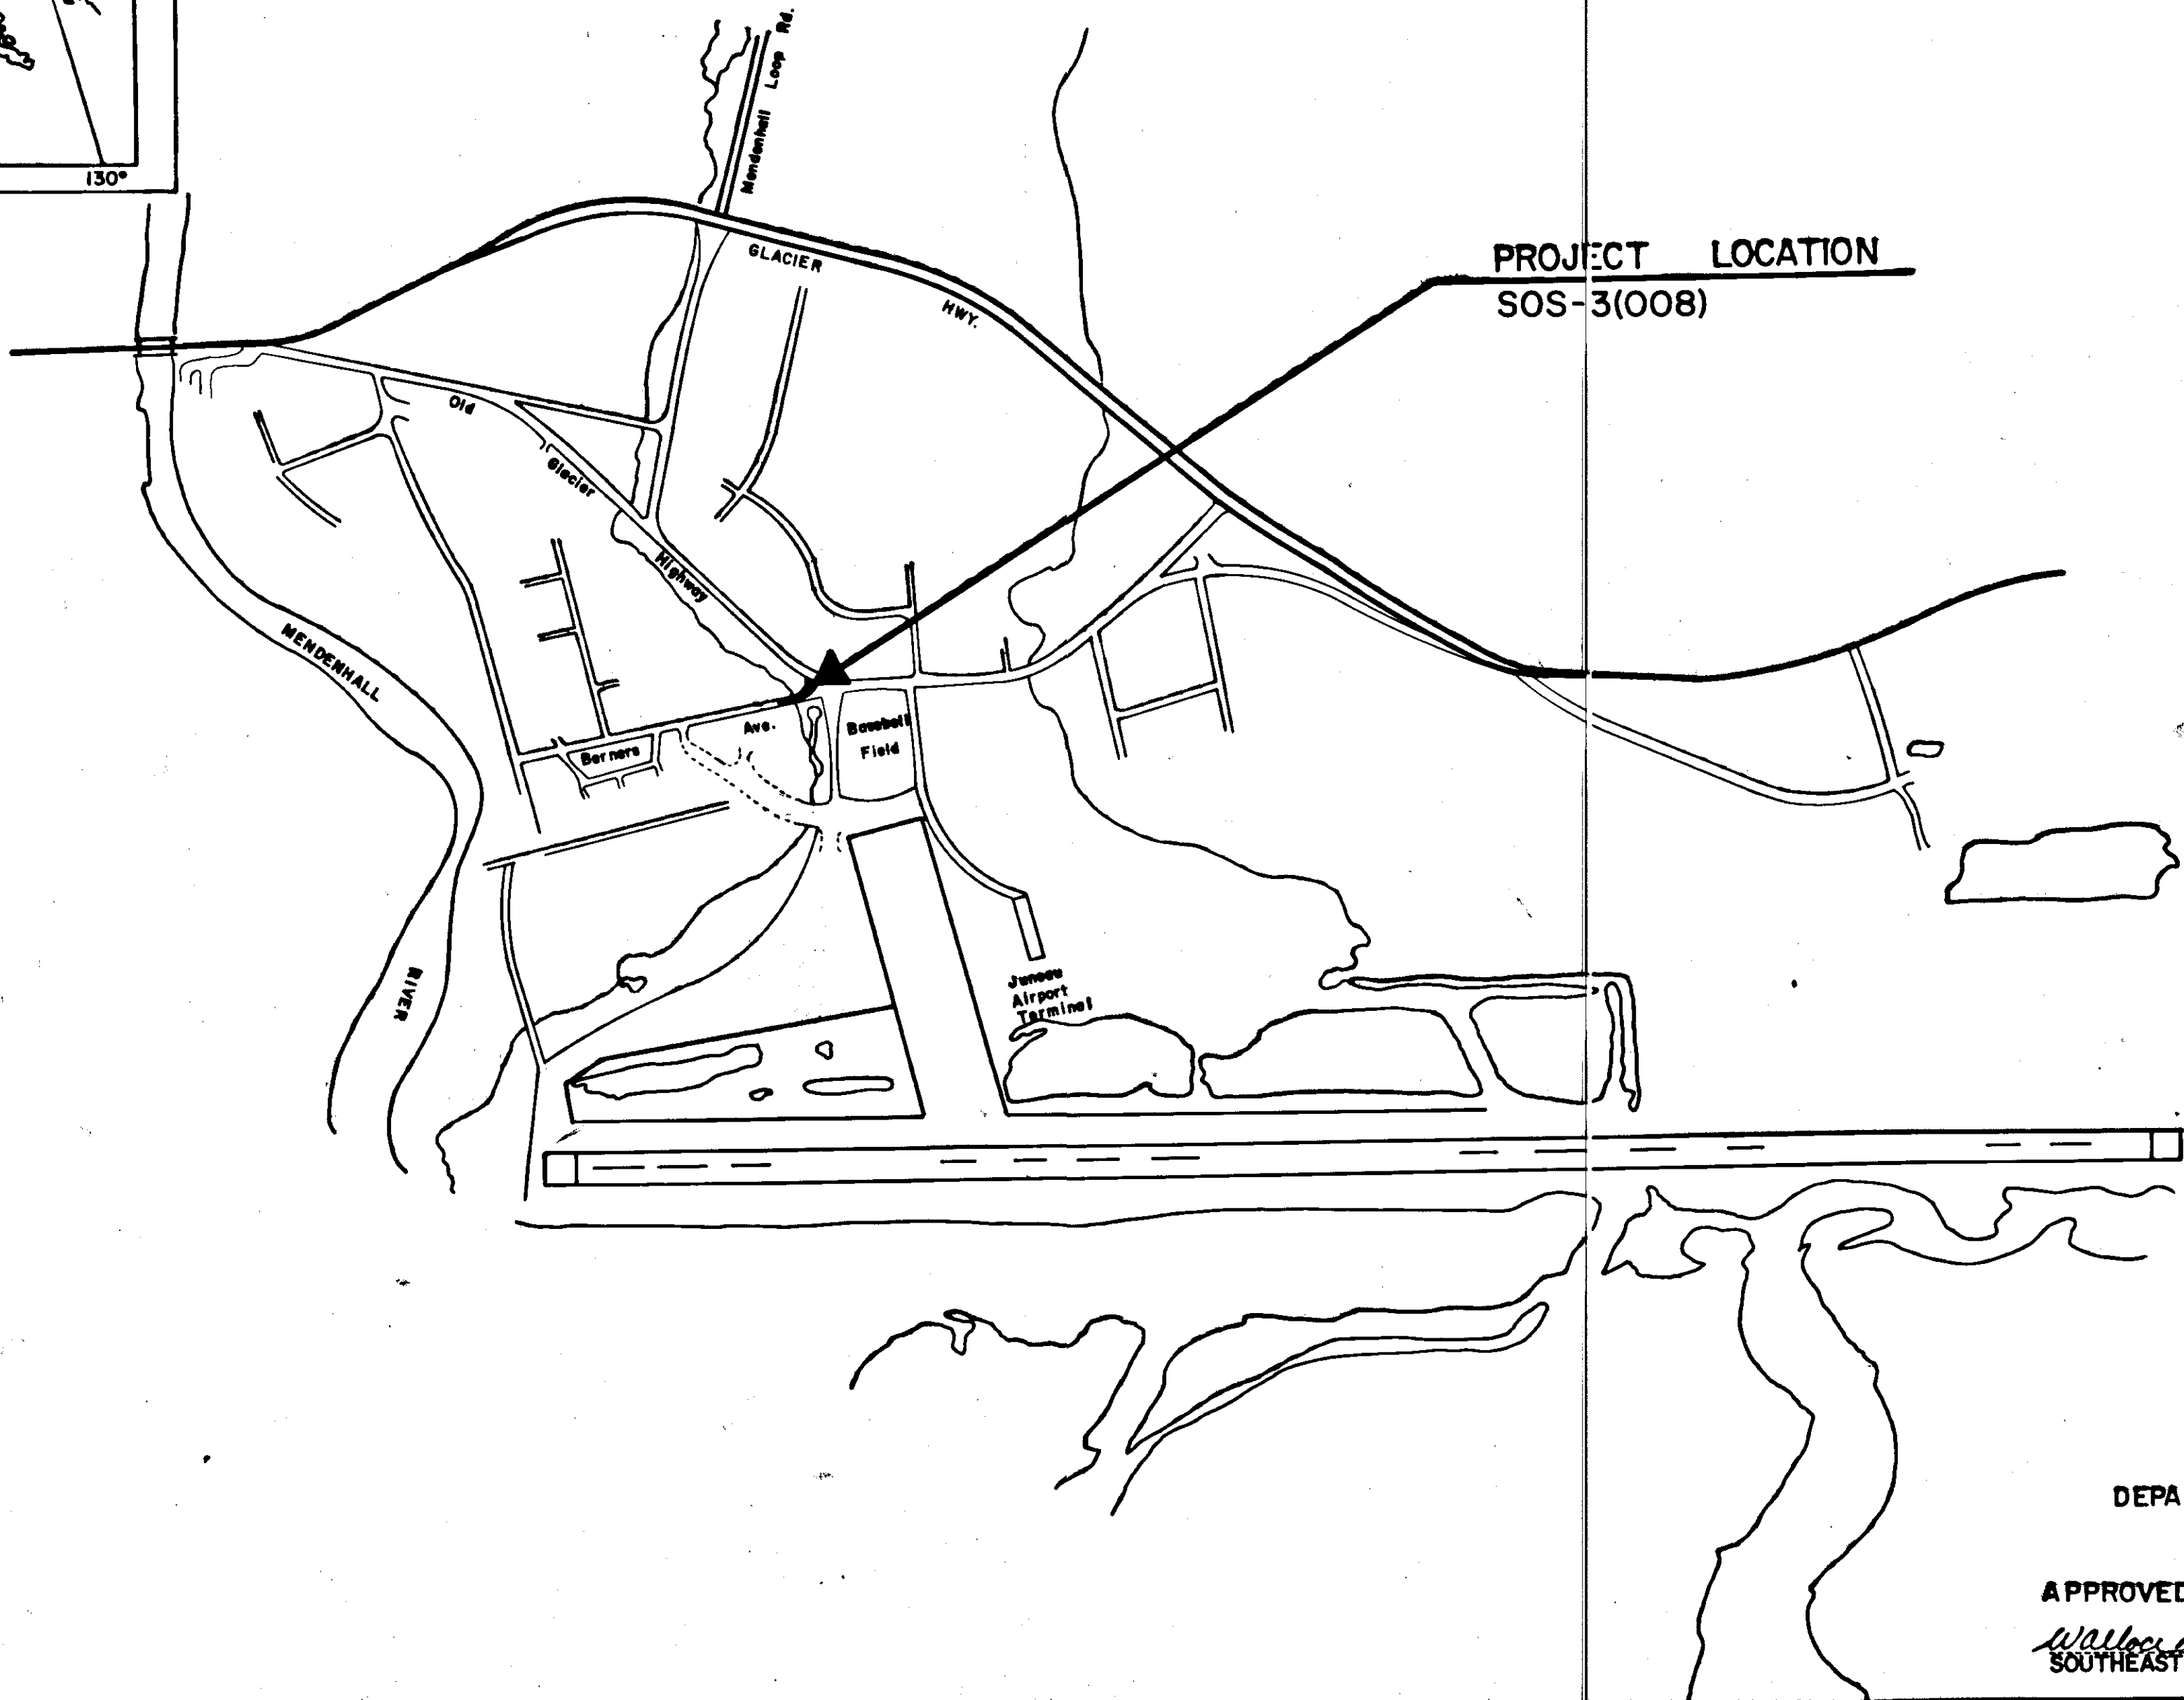 130°
Mendenhall Loop Rd.
GLACIER
HWY.
PROJECT LOCATION
SOS-3(008)
Old
Glacier
Highway
MENDENHALL
RIVER
Ave.
Berners
Baseball
Field
Juneau
Airport
Terminal
DEPA
APPROVED
SOUTHEAST